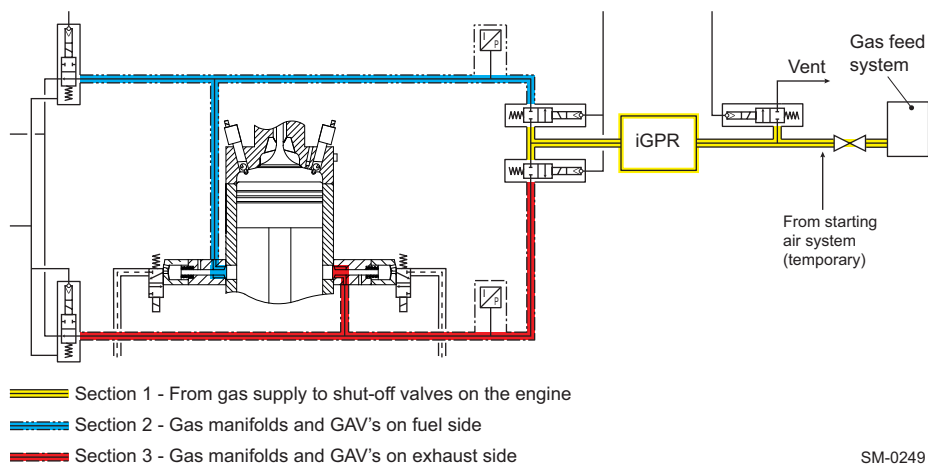 Gas feed
system
Vent
I
P
iGPR
From starting
air system
(temporary)
I
P
Section 1 - From gas supply to shut-off valves on the engine
Section 2 - Gas manifolds and GAV's on fuel side
Section 3 - Gas manifolds and GAV's on exhaust side
SM-0249